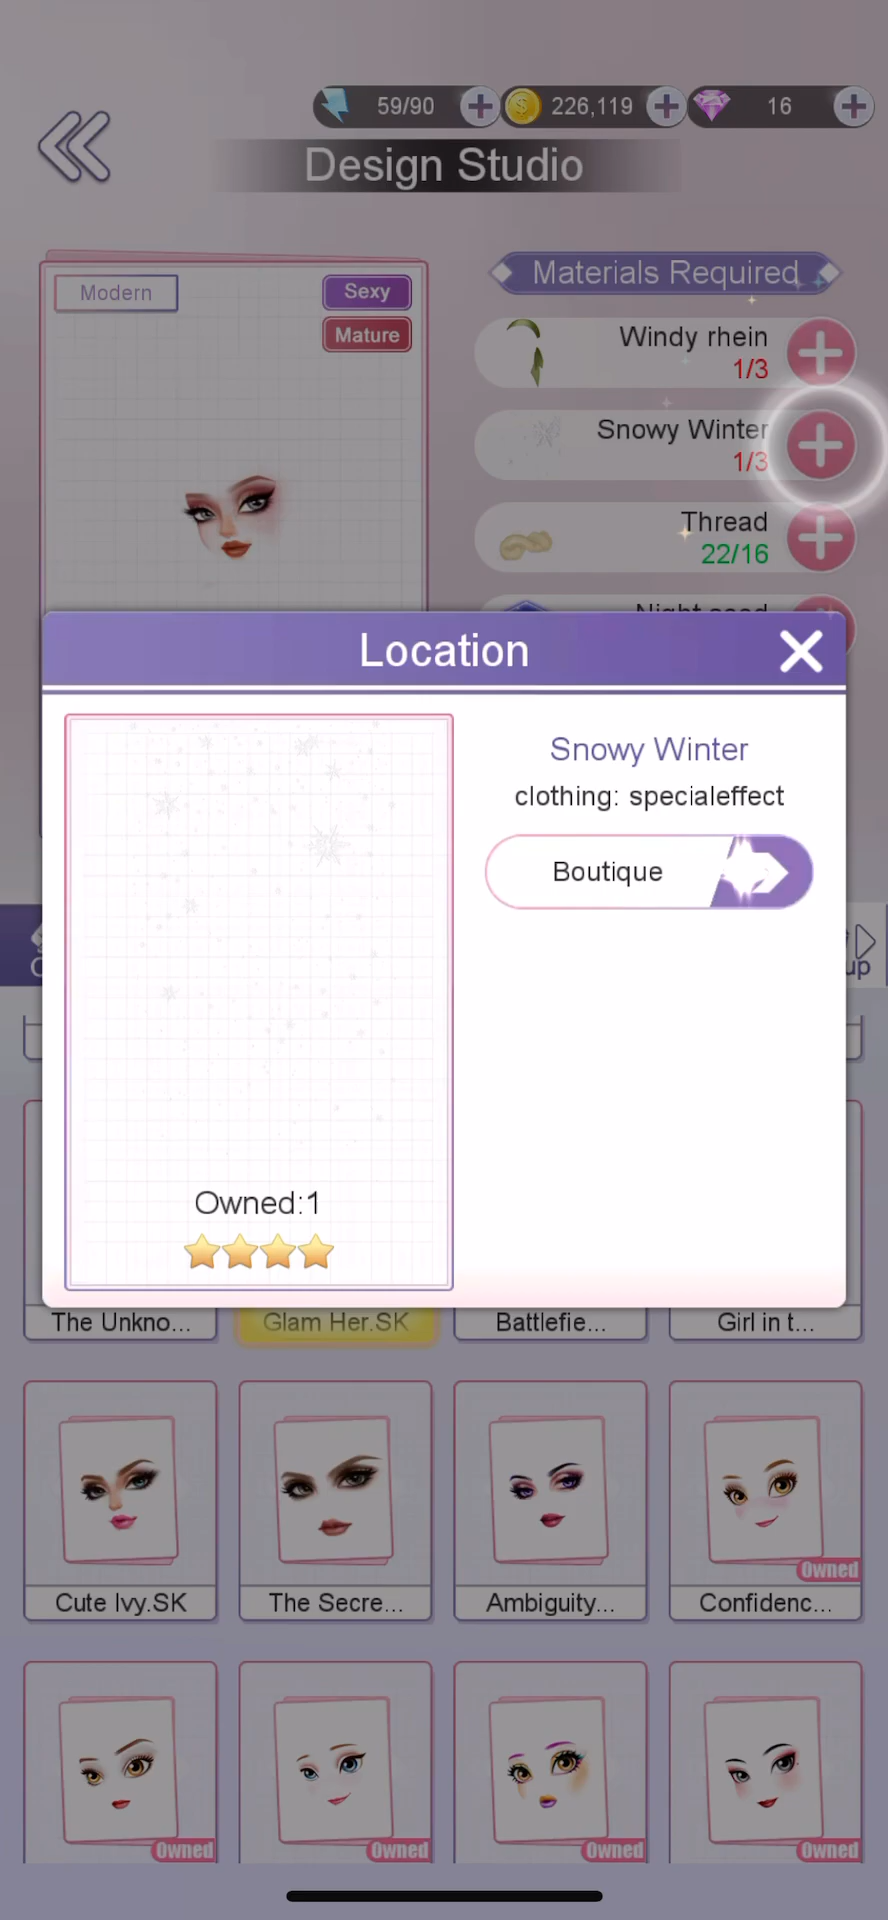 59/90
226,119
16
Design Studio
Modern
Sexy
Mature
Materials Required
Windy rhein
1/3
Snowy Winter
1/3
Thread
22/16
Location
Snowy Winter
clothing: specialeffect
Boutique
Owned:1
up
The Unkno...
Glam Her.SK
Battlefie...
Girl in t...
Cute Ivy.SK
The Secre...
Ambiguity...
Owned
Confidenc...
Owned
Owned
Owned
Owned